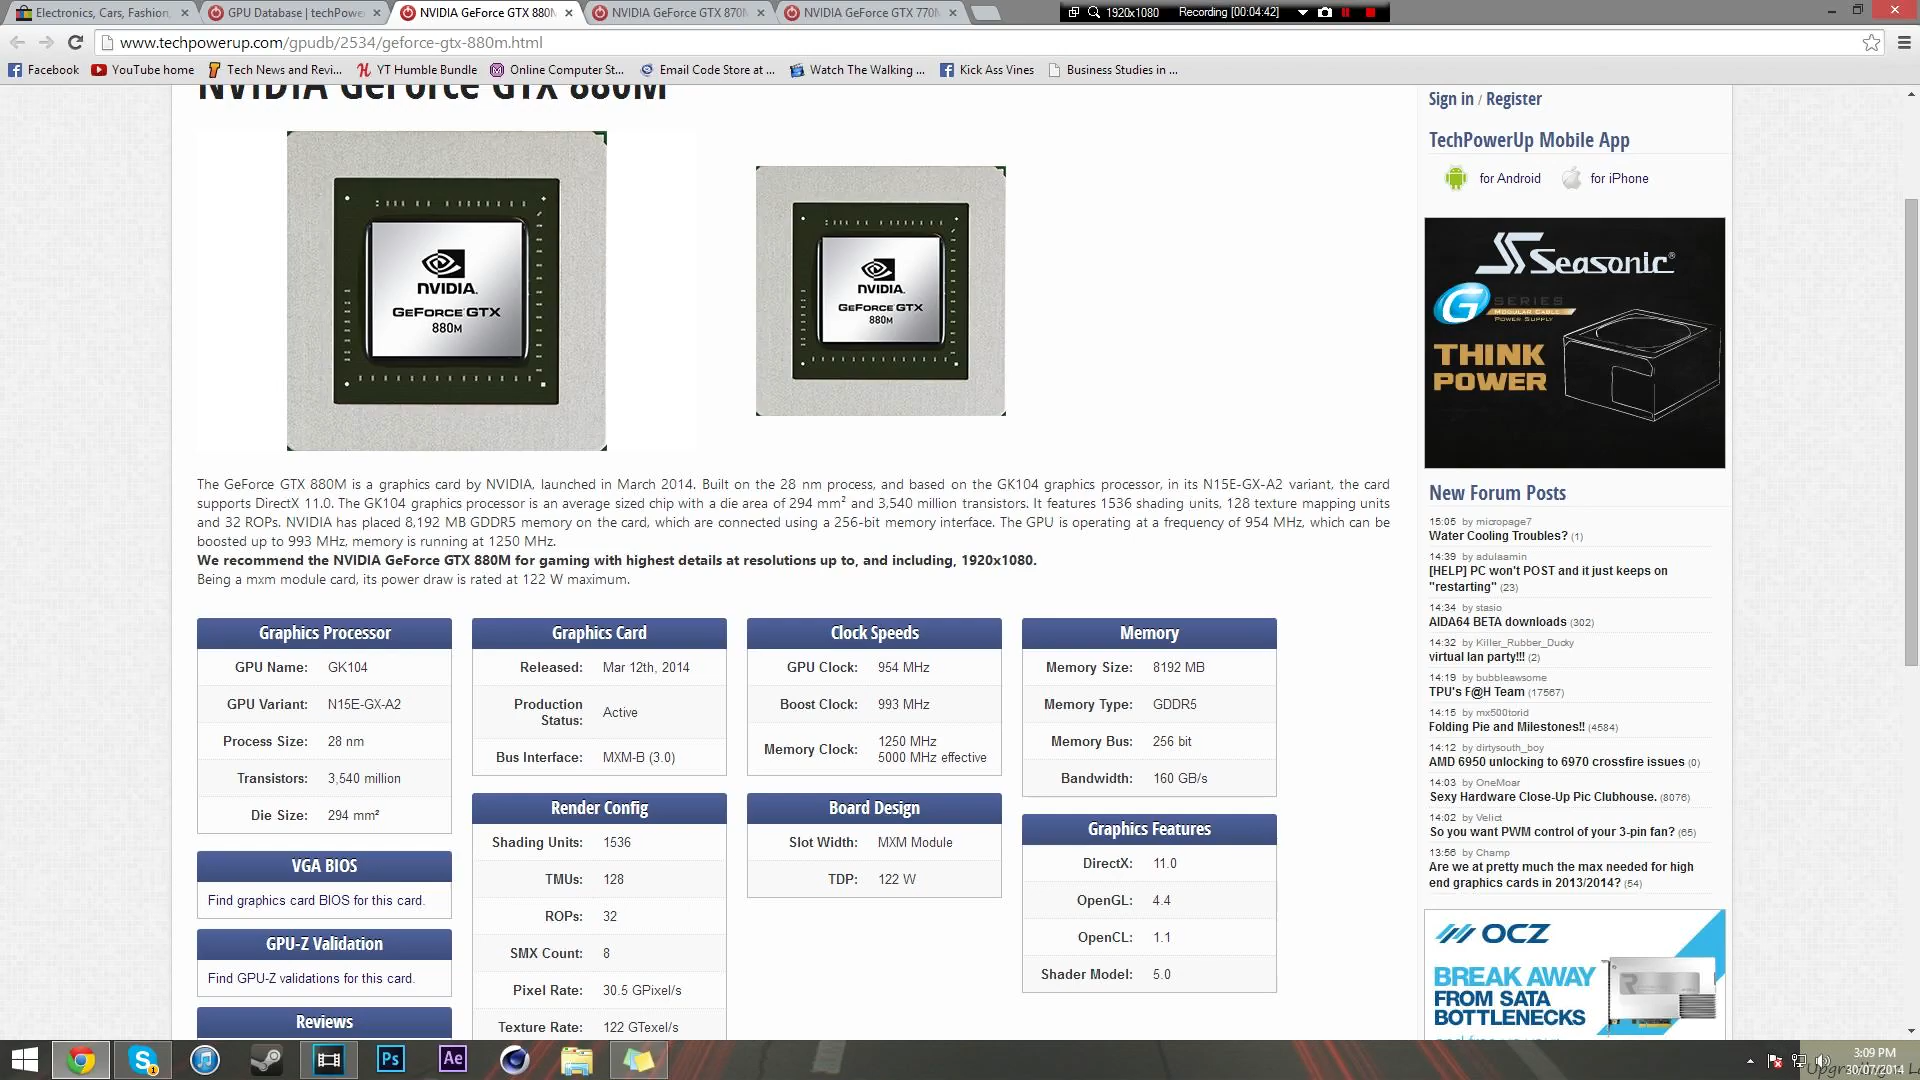 Electronics, Cars, Fashion,
GPU Database | techPower
NVIDIA GeForce GTX 880M
NVIDIA GeForce GTX 870M
NVIDIA GeForce GTX 770M
1920x1080
Recording [00:04:42]
www.techpowerup.com/gpudb/2534/geforce-gtx-880m.html
Facebook
YouTube home
Tech News and Revi...
YT Humble Bundle
Online Computer St...
Email Code Store at ...
Watch The Walking ...
Kick Ass Vines
Business Studies in ...
NVIDIA GeForce GTX 880M
NVIDIA.
GEFORCE GTX
880M
NVIDIA.
GEFORCE GTX
880M
The GeForce GTX 880M is a graphics card by NVIDIA, launched in March 2014. Built on the 28 nm process, and based on the GK104 graphics processor, in its N15E-GX-A2 variant, the card
supports DirectX 11.0. The GK104 graphics processor is an average sized chip with a die area of 294 mm² and 3,540 million transistors. It features 1536 shading units, 128 texture mapping units
and 32 ROPs. NVIDIA has placed 8,192 MB GDDR5 memory on the card, which are connected using a 256-bit memory interface. The GPU is operating at a frequency of 954 MHz, which can be
boosted up to 993 MHz, memory is running at 1250 MHz.
We recommend the NVIDIA GeForce GTX 880M for gaming with highest details at resolutions up to, and including, 1920x1080.
Being a mxm module card, its power draw is rated at 122 W maximum.
Graphics Processor
GPU Name: GK104
GPU Variant: N15E-GX-A2
Process Size: 28 nm
Transistors: 3,540 million
Die Size: 294 mm²
VGA BIOS
Find graphics card BIOS for this card.
GPU-Z Validation
Find GPU-Z validations for this card.
Reviews
Graphics Card
Released: Mar 12th, 2014
Production
Status: Active
Bus Interface: MXM-B (3.0)
Render Config
Shading Units: 1536
TMUs: 128
ROPs: 32
SMX Count: 8
Pixel Rate: 30.5 GPixel/s
Texture Rate: 122 GTexel/s
Clock Speeds
GPU Clock: 954 MHz
Boost Clock: 993 MHz
Memory Clock: 1250 MHz
5000 MHz effective
Board Design
Slot Width: MXM Module
TDP: 122 W
Memory
Memory Size: 8192 MB
Memory Type: GDDR5
Memory Bus: 256 bit
Bandwidth: 160 GB/s
Graphics Features
DirectX: 11.0
OpenGL: 4.4
OpenCL: 1.1
Shader Model: 5.0
Sign in / Register
TechPowerUp Mobile App
for Android
for iPhone
Seasonic®
G SERIES
MODULAR CABLE
POWER SUPPLY
THINK
POWER
New Forum Posts
15:05 by micropage7
Water Cooling Troubles? (1)
14:39 by adulaamin
[HELP] PC won't POST and it just keeps on
"restarting" (23)
14:34 by stasio
AIDA64 BETA downloads (302)
14:32 by Killer_Rubber_Ducky
virtual lan party!!! (2)
14:19 by bubbleawsome
TPU's F@H Team (17567)
14:15 by mx500torid
Folding Pie and Milestones!! (4584)
14:12 by dirtysouth_boy
AMD 6950 unlocking to 6970 crossfire issues (0)
14:03 by OneMoar
Sexy Hardware Close-Up Pic Clubhouse. (8076)
14:02 by Velict
So you want PWM control of your 3-pin fan? (65)
13:56 by Champ
Are we at pretty much the max needed for high
end graphics cards in 2013/2014? (54)
OCZ
BREAK AWAY
FROM SATA
BOTTLENECKS
Ps
Ae
3:09 PM
30/07/2014